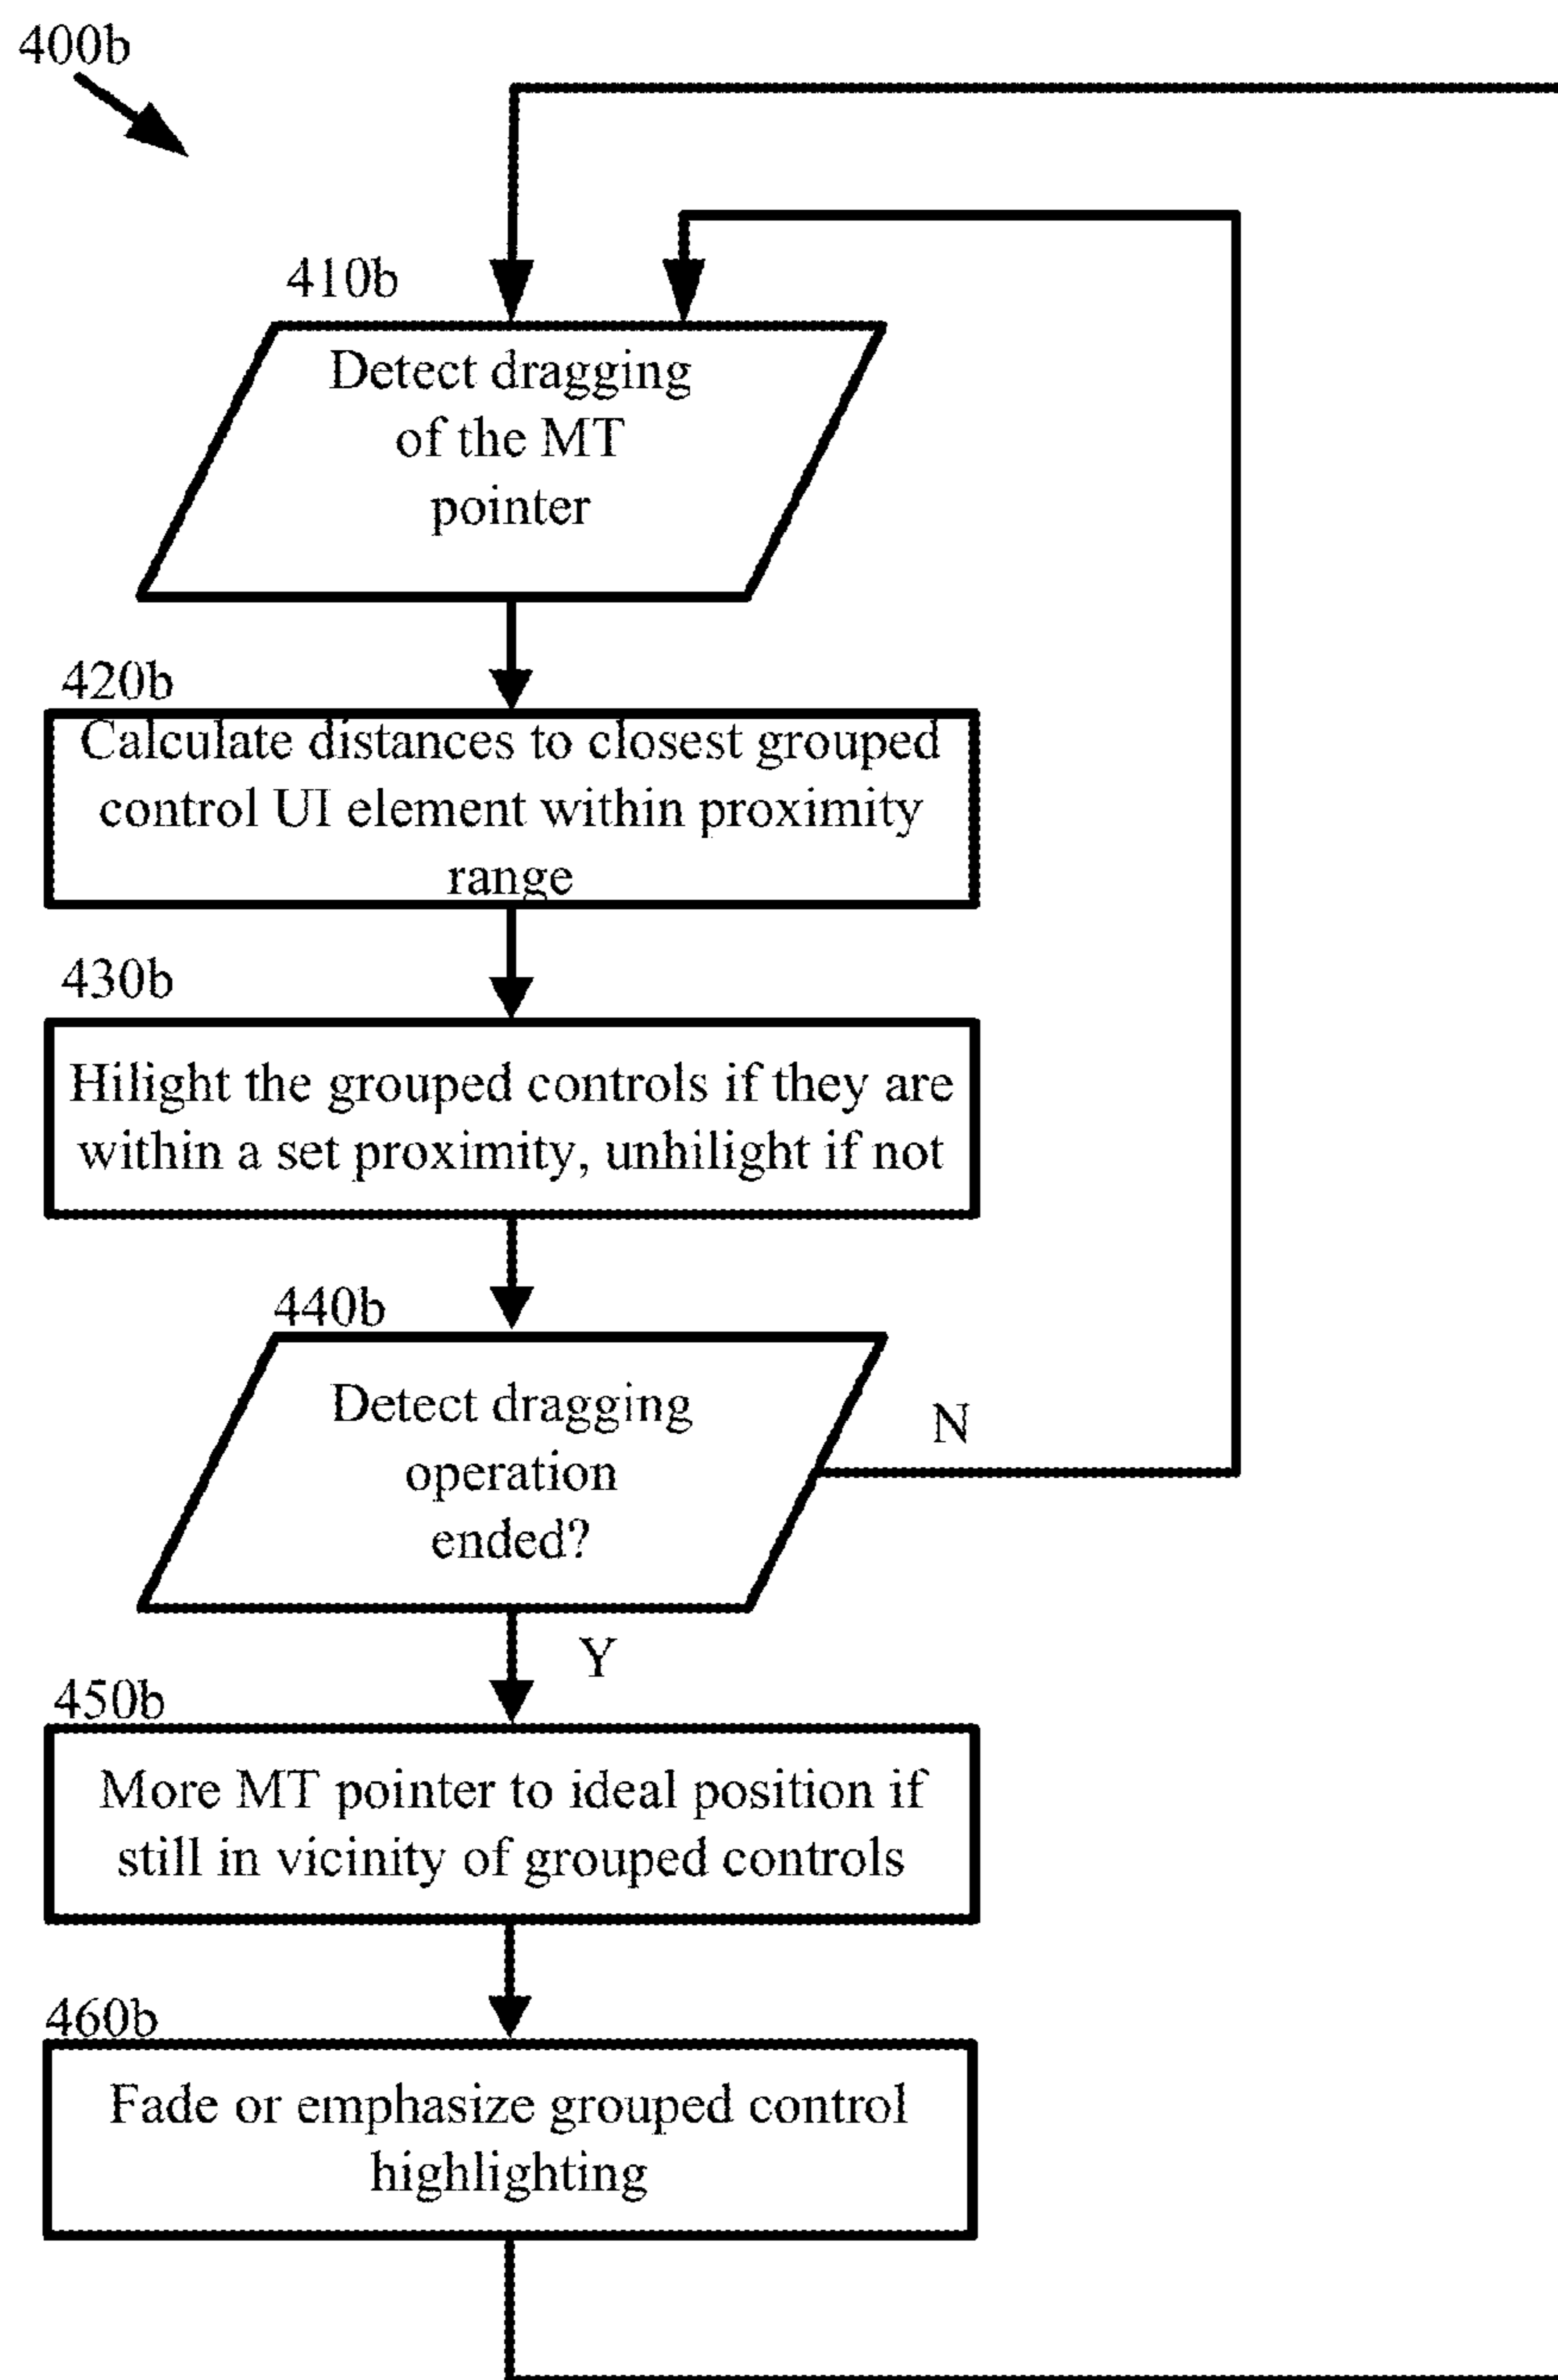 400b
410b
Detect dragging
of the MT
pointer
420b
Calculate distances to closest grouped
control UI element within proximity
range
430b
Hilight the grouped controls if they are
within a set proximity, unhilight if not
440b
Detect dragging
operation
ended?
N
Y
450b
More MT pointer to ideal position if
still in vicinity of grouped controls
460b
Fade or emphasize grouped control
highlighting